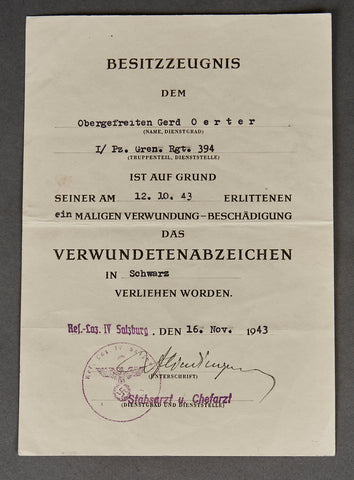 BESITZZEUGNIS
DEM
Obergefreiten Gerd Oerter
(NAME, DIENSTGRAD)
I/ Pz. Gren. Rgt. 394
(TRUPPENTEIL, DIENSTSTELLE)
IST AUF GRUND
SEINER AM 12.10.43 ERLITTENEN
ein MALIGEN VERWUNDUNG-BESCHÄDIGUNG
DAS
VERWUNDETENABZEICHEN
IN Schwarz
VERLIEHEN WORDEN.
Res.-Laz. IV Salzburg, DEN 16. Nov. 1943
(UNTERSCHRIFT)
Stabsarzt u. Chefarzt
(DIENSTGRAD UND DIENSTSTELLE)